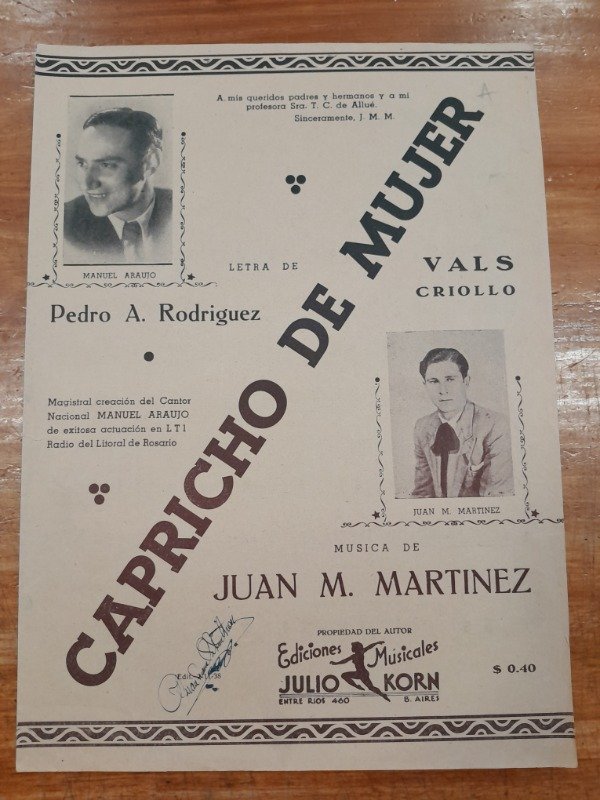 A mis queridos padres y hermanos y a mi
profesora Sra. T. C. de Allué.
Sinceramente, J. M. M.
MANUEL ARAUJO
LETRA DE
Pedro A. Rodriguez
CAPRICHO DE MUJER
VALS
CRIOLLO
Magistral creación del Cantor
Nacional MANUEL ARAUJO
de exitosa actuación en LT1
Radio del Litoral de Rosario
JUAN M. MARTINEZ
MUSICA DE
JUAN M. MARTINEZ
PROPIEDAD DEL AUTOR
Ediciones Músicales
JULIO KORN
ENTRE RIOS 460 B. AIRES
$ 0.40